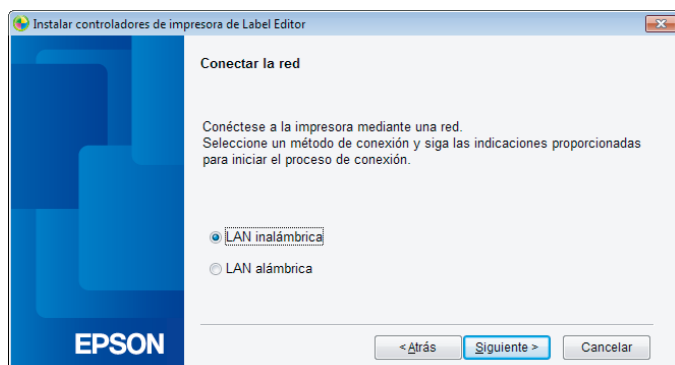 Instalar controladores de impresora de Label Editor
Conectar la red
Conéctese a la impresora mediante una red.
Seleccione un método de conexión y siga las indicaciones proporcionadas
para iniciar el proceso de conexión.
LAN inalámbrica
LAN alámbrica
EPSON
< Atrás
Siguiente >
Cancelar